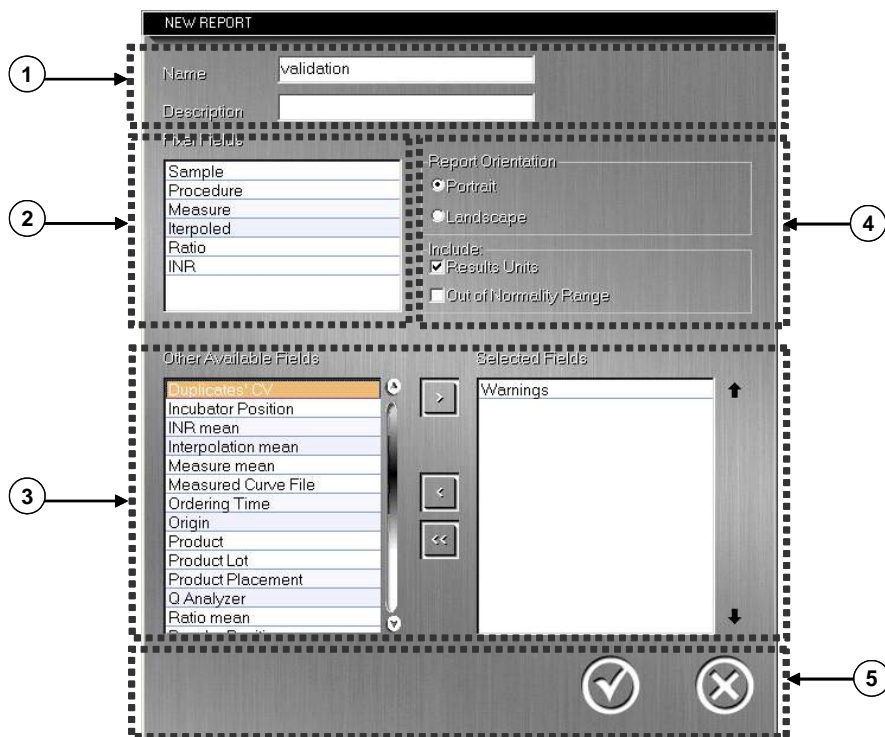 NEW REPORT
1
Name
validation
Description
2
Fixed Fields
Sample
Procedure
Measure
Iterpoled
Ratio
INR
4
Report Orientation
Portrait
Landscape
Include:
Results Units
Out of Normality Range
3
Other Available Fields
Duplicates' CV
Incubator Position
INR mean
Interpolation mean
Measure mean
Measured Curve File
Ordering Time
Origin
Product
Product Lot
Product Placement
Q Analyzer
Ratio mean
>
<
<<
Selected Fields
Warnings
5